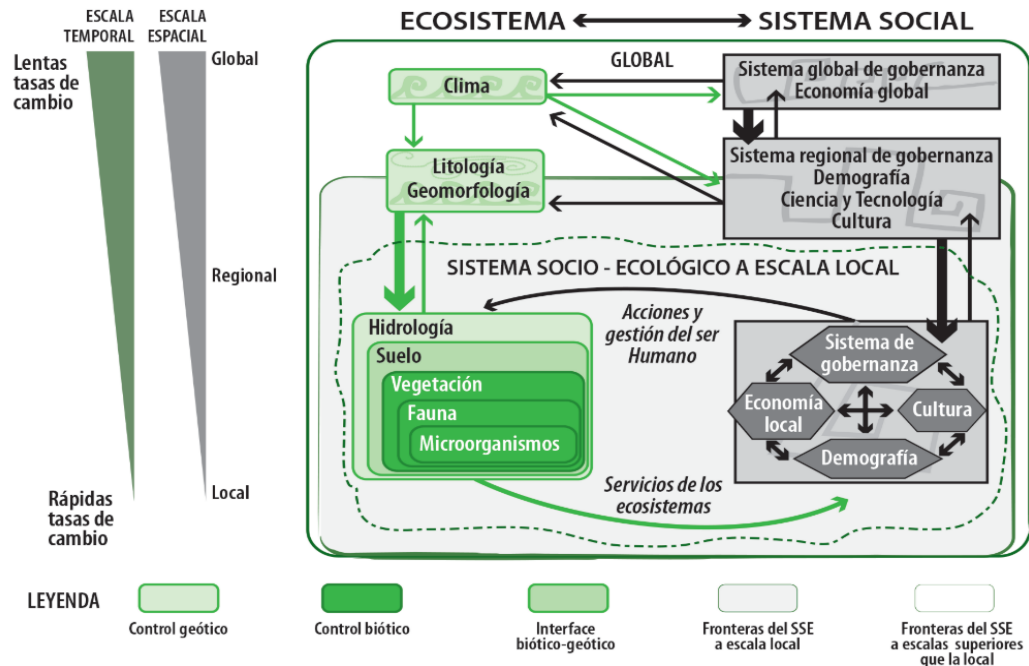 ESCALA
TEMPORAL
ESCALA
ESPACIAL
Lentas
tasas de
cambio
Global
Regional
Local
Rápidas
tasas de
cambio
ECOSISTEMA
SISTEMA SOCIAL
GLOBAL
Clima
Sistema global de gobernanza
Economía global
Litología
Geomorfología
Sistema regional de gobernanza
Demografía
Ciencia y Tecnología
Cultura
SISTEMA SOCIO - ECOLÓGICO A ESCALA LOCAL
Acciones y
gestión del ser
Humano
Hidrología
Suelo
Vegetación
Fauna
Microorganismos
Sistema de
gobernanza
Economía
local
Cultura
Demografía
Servicios de los
ecosistemas
LEYENDA
Control geótico
Control biótico
Interface
biótico-geótico
Fronteras del SSE
a escala local
Fronteras del SSE
a escalas superiores
que la local